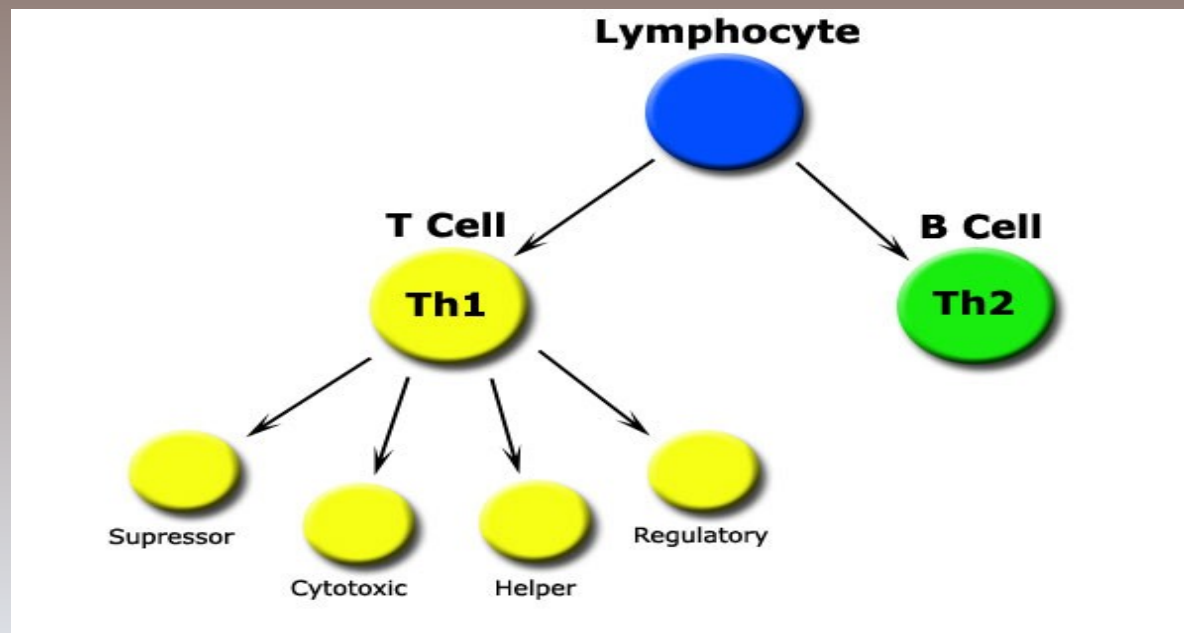 Lymphocyte
T Cell
B Cell
Th1
Th2
Supressor
Cytotoxic
Helper
Regulatory